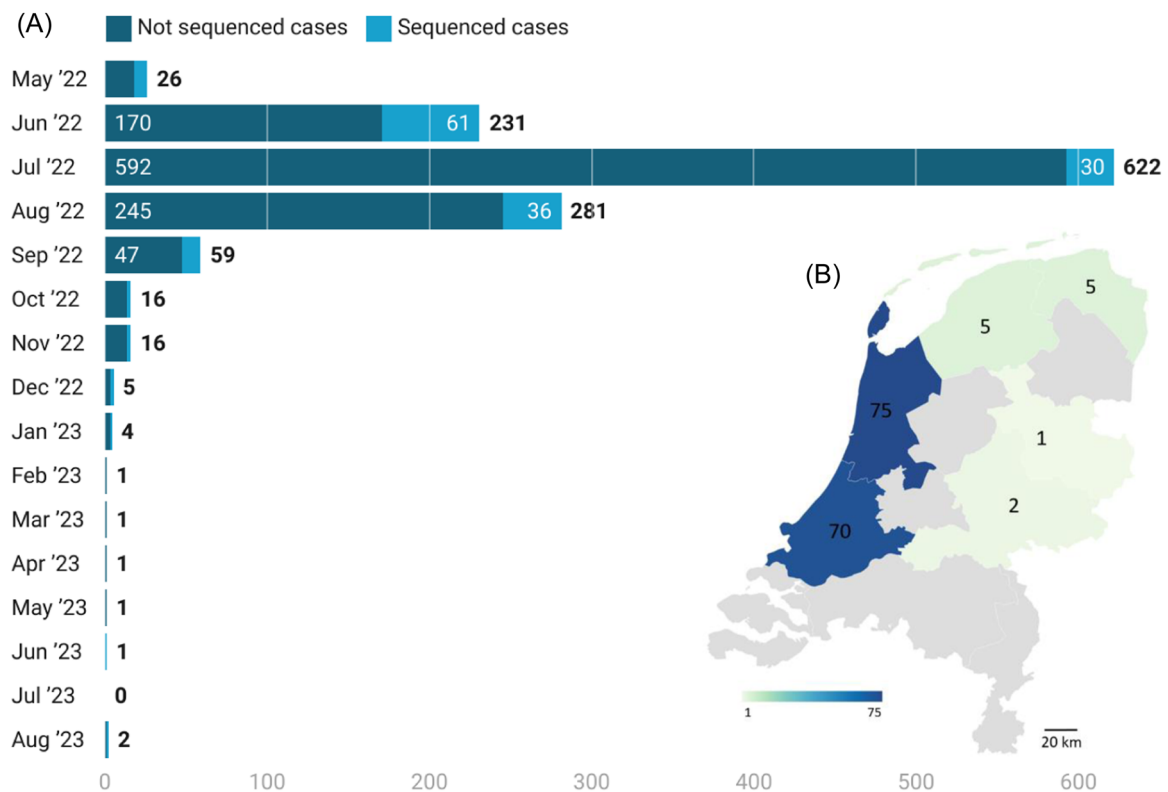 (A)
Not sequenced cases Sequenced cases
May ’22 26
Jun ’22 170 61 231
Jul ’22 592 30 622
Aug ’22 245 36 281
Sep ’22 47 59
Oct ’22 16
Nov ’22 16
Dec ’22 5
Jan ’23 4
Feb ’23 1
Mar ’23 1
Apr ’23 1
May ’23 1
Jun ’23 1
Jul ’23 0
Aug ’23 2
0 100 200 300 400 500 600
(B)
5
5
75
1
2
70
1 75
20 km